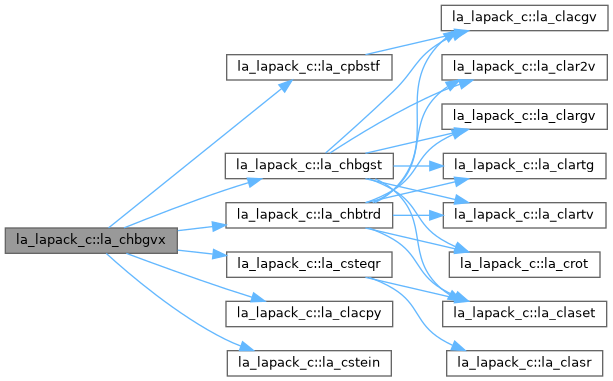 la_lapack_c::la_chbgvx
la_lapack_c::la_cpbstf
la_lapack_c::la_chbgst
la_lapack_c::la_chbtrd
la_lapack_c::la_csteqr
la_lapack_c::la_clacpy
la_lapack_c::la_cstein
la_lapack_c::la_clacgv
la_lapack_c::la_clar2v
la_lapack_c::la_clargv
la_lapack_c::la_clartg
la_lapack_c::la_clartv
la_lapack_c::la_crot
la_lapack_c::la_claset
la_lapack_c::la_clasr